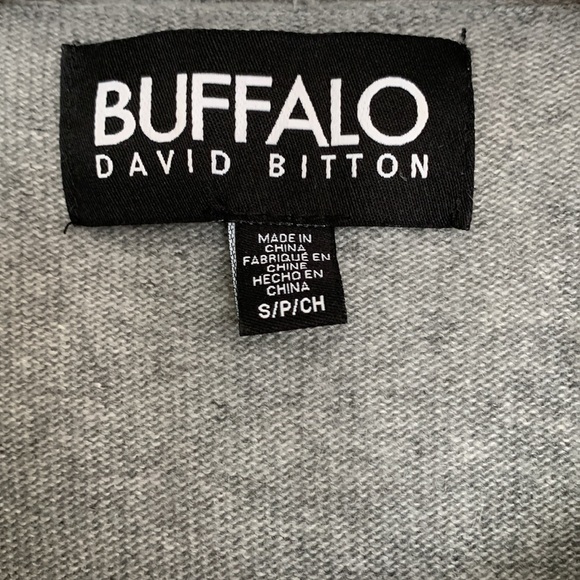 BUFFALO
DAVID BITTON
MADE IN
CHINA
FABRIQUÉ EN
CHINE
HECHO EN
CHINA
S/P/CH